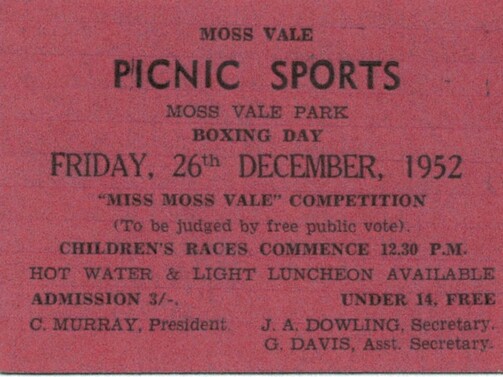 MOSS VALE
PICNIC SPORTS
MOSS VALE PARK
BOXING DAY
FRIDAY, 26th DECEMBER, 1952
"MISS MOSS VALE" COMPETITION
(To be judged by free public vote).
CHILDREN'S RACES COMMENCE 12.30 P.M.
HOT WATER & LIGHT LUNCHEON AVAILABLE
ADMISSION 3/-. UNDER 14, FREE
C. MURRAY, President. J. A. DOWLING, Secretary.
G. DAVIS, Asst. Secretary.